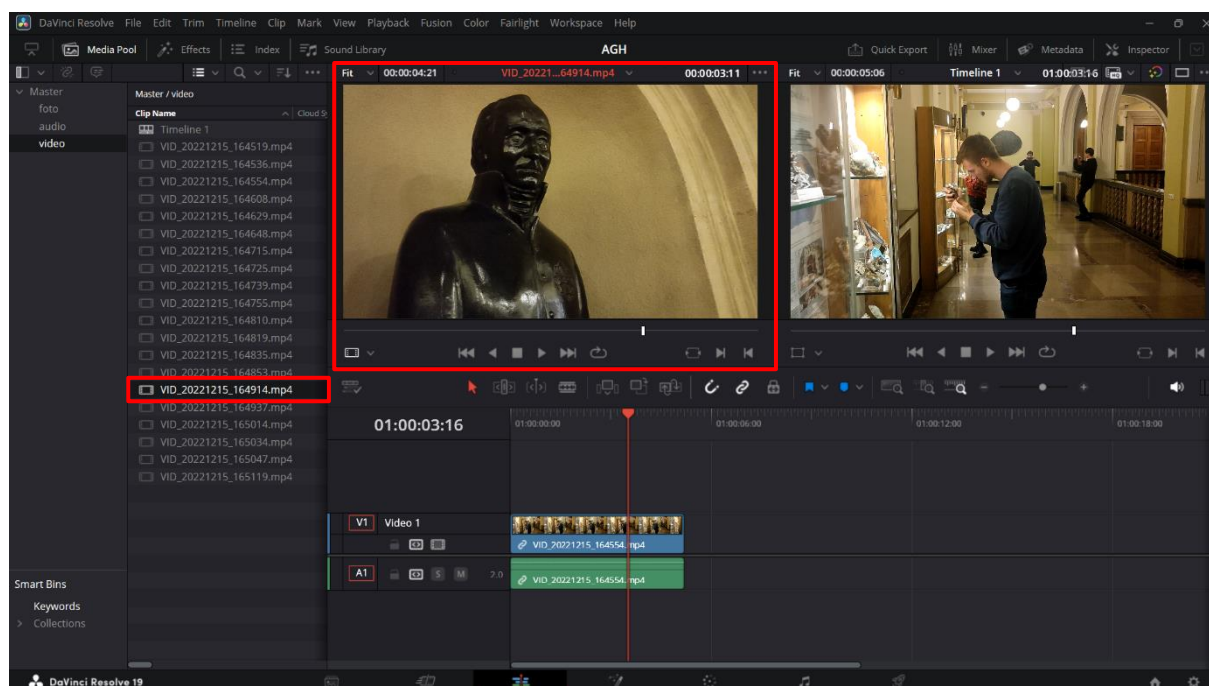 DaVinci Resolve File Edit Trim Timeline Clip Mark View Playback Fusion Color Fairlight Workspace Help
Media Pool Effects Index Sound Library AGH Quick Export Mixer Metadata Inspector
Fit 00:00:04:21 VID_20221...64914.mp4 00:00:03:11 Fit 00:00:05:06 Timeline 1 01:00:03:16
Master
foto
audio
video
Master / video
Clip Name Cloud
Timeline 1
VID_20221215_164519.mp4
VID_20221215_164536.mp4
VID_20221215_164554.mp4
VID_20221215_164608.mp4
VID_20221215_164629.mp4
VID_20221215_164648.mp4
VID_20221215_164715.mp4
VID_20221215_164725.mp4
VID_20221215_164739.mp4
VID_20221215_164755.mp4
VID_20221215_164810.mp4
VID_20221215_164819.mp4
VID_20221215_164835.mp4
VID_20221215_164853.mp4
VID_20221215_164914.mp4
VID_20221215_164937.mp4
VID_20221215_165014.mp4
VID_20221215_165034.mp4
VID_20221215_165047.mp4
VID_20221215_165119.mp4
01:00:03:16 01:00:00:00 01:00:06:00 01:00:12:00 01:00:18:00
V1 Video 1
VID_20221215_164554.mp4
A1 S M 2.0 VID_20221215_164554.mp4
Smart Bins
Keywords
Collections
DaVinci Resolve 19